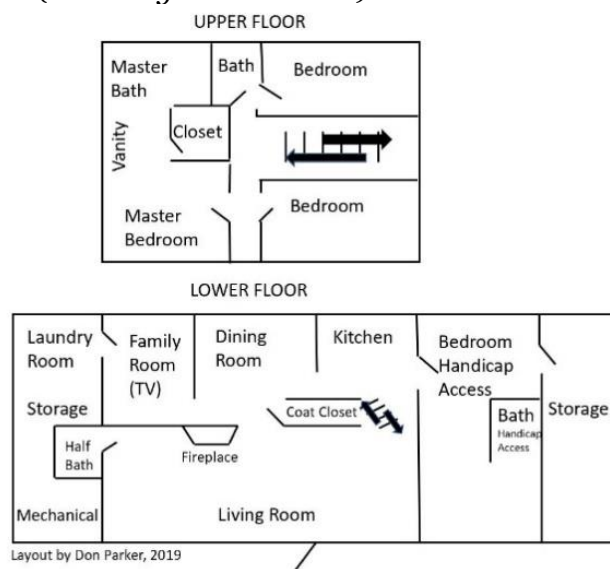 UPPER FLOOR
Master
Bath
Bath
Bedroom
Closet
Vanity
Master
Bedroom
Bedroom
LOWER FLOOR
Laundry
Room
Family
Room
(TV)
Dining
Room
Kitchen
Bedroom
Handicap
Access
Storage
Coat Closet
Bath
Handicap
Access
Storage
Half
Bath
Fireplace
Mechanical
Living Room
Layout by Don Parker, 2019